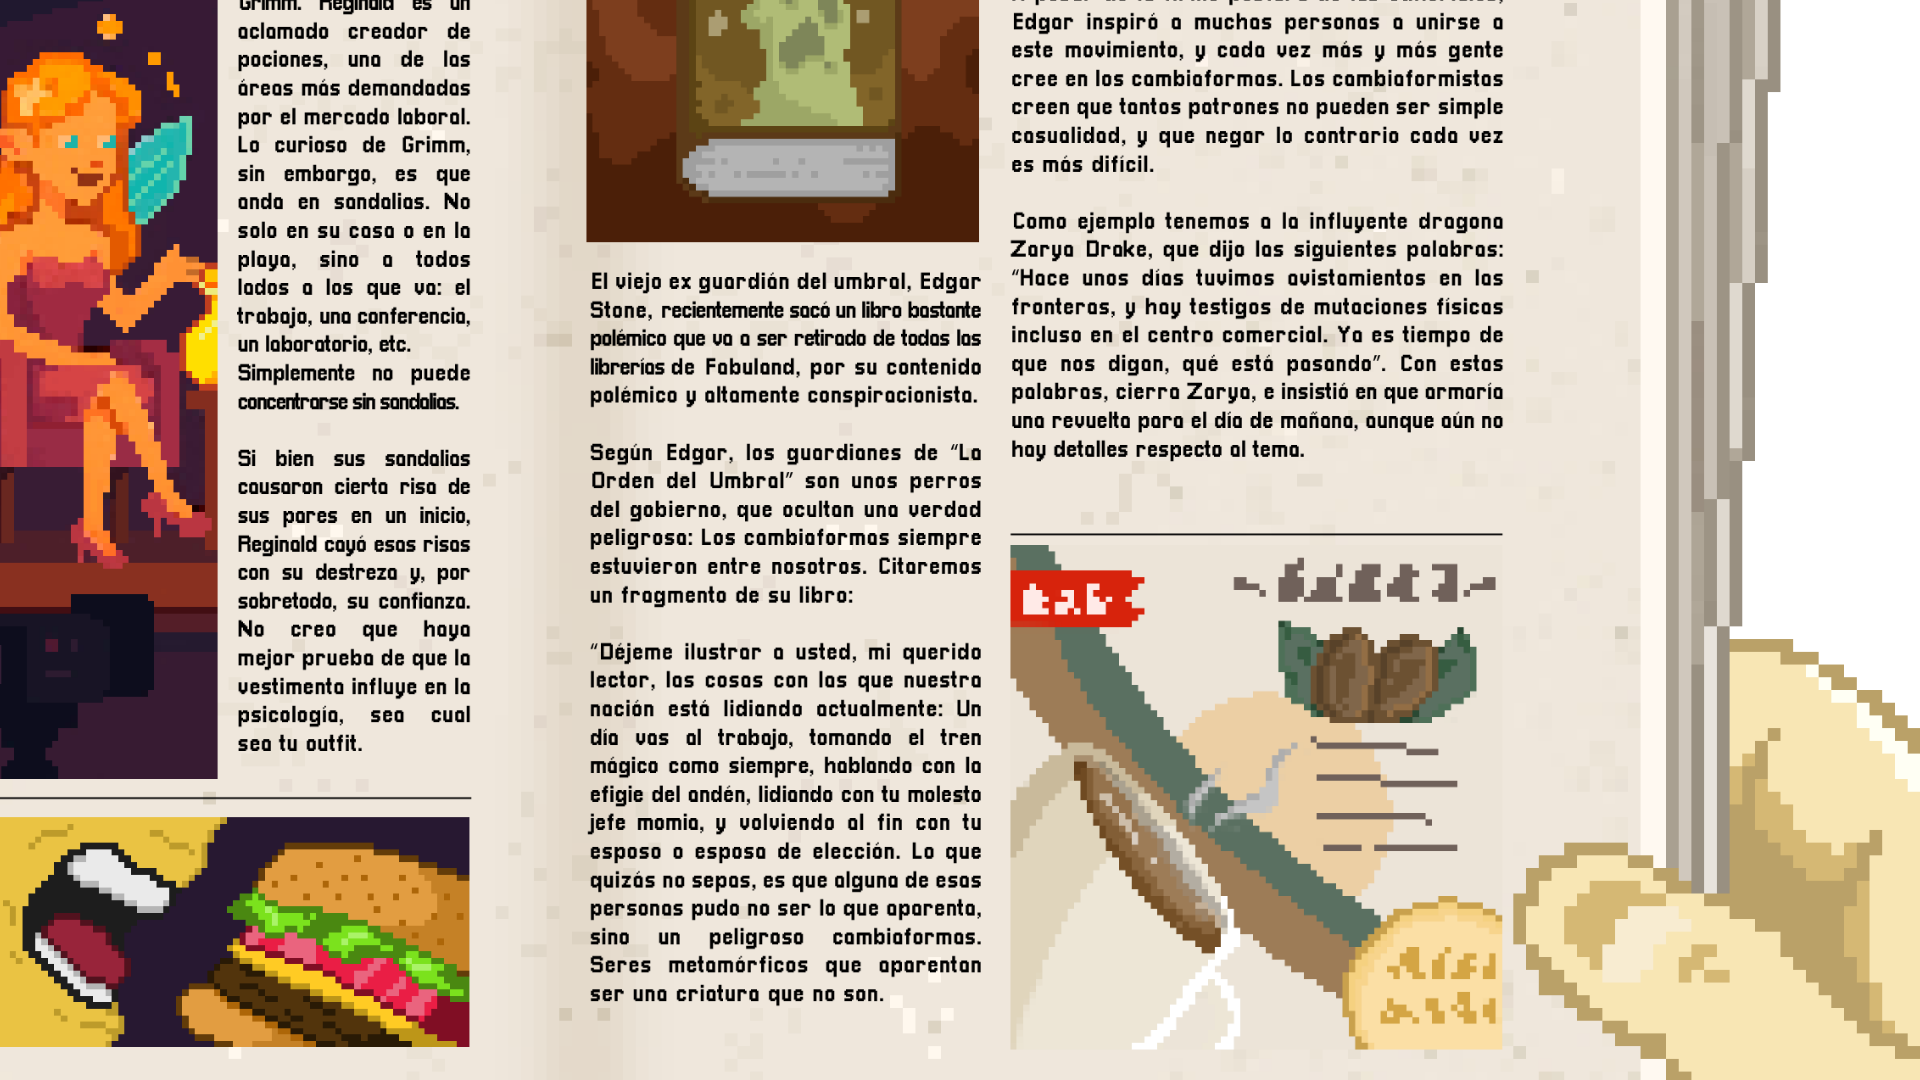 Grimm. Reginald es un
aclamado creador de
pociones, una de las
áreas más demandadas
por el mercado laboral.
Lo curioso de Grimm,
sin embargo, es que
anda en sandalias. No
solo en su casa o en la
playa, sino a todos
lados a los que va: el
trabajo, una conferencia,
un laboratorio, etc.
Simplemente no puede
concentrarse sin sandalias.
Si bien sus sandalias
causaron cierta risa de
sus pares en un inicio,
Reginald cayó esas risas
con su destreza y, por
sobretodo, su confianza.
No creo que haya
mejor prueba de que la
vestimenta influye en la
psicología, sea cual
sea tu outfit.
El viejo ex guardián del umbral, Edgar
Stone, recientemente sacó un libro bastante
polémico que va a ser retirado de todas las
librerías de Fabuland, por su contenido
polémico y altamente conspiracionista.
Según Edgar, los guardianes de “La
Orden del Umbral” son unos perros
del gobierno, que ocultan una verdad
peligrosa: Los cambiaformas siempre
estuvieron entre nosotros. Citaremos
un fragmento de su libro:
“Déjeme ilustrar a usted, mi querido
lector, las cosas con las que nuestra
nación está lidiando actualmente: Un
día vas al trabajo, tomando el tren
mágico como siempre, hablando con la
efigie del andén, lidiando con tu molesto
jefe momia, y volviendo al fin con tu
esposo o esposa de elección. Lo que
quizás no sepas, es que alguna de esas
personas pudo no ser lo que aparenta,
sino un peligroso cambiaformas.
Seres metamórficos que aparentan
ser una criatura que no son.
Edgar inspiró a muchas personas a unirse a
este movimiento, y cada vez más y más gente
cree en los cambiaformas. Los cambiaformistas
creen que tantos patrones no pueden ser simple
casualidad, y que negar lo contrario cada vez
es más difícil.
Como ejemplo tenemos a la influyente dragona
Zarya Drake, que dijo las siguientes palabras:
“Hace unos días tuvimos avistamientos en las
fronteras, y hay testigos de mutaciones físicas
incluso en el centro comercial. Ya es tiempo de
que nos digan, qué está pasando”. Con estas
palabras, cierra Zarya, e insistió en que armaría
una revuelta para el día de mañana, aunque aún no
hay detalles respecto al tema.